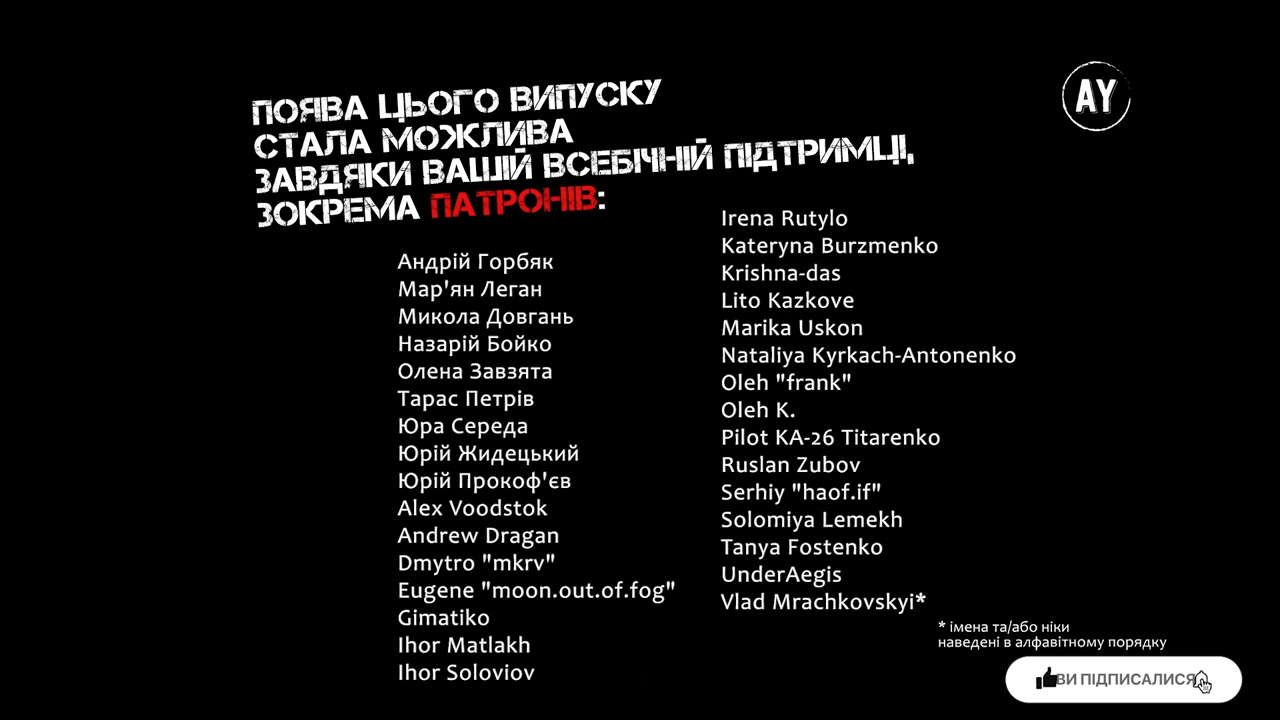 ПОЯВА ЦЬОГО ВИПУСКУ
СТАЛА МОЖЛИВА
ЗАВДЯКИ ВАШІЙ ВСЕБІЧНІЙ ПІДТРИМЦІ,
ЗОКРЕМА ПАТРОНІВ:
AY
Андрій Горбяк
Мар'ян Леган
Микола Довгань
Назарій Бойко
Олена Завзята
Тарас Петрів
Юра Середа
Юрій Жидецький
Юрій Прокоф'єв
Alex Voodstok
Andrew Dragan
Dmytro "mkrv"
Eugene "moon.out.of.fog"
Gimatiko
Ihor Matlakh
Ihor Soloviov
Irena Rutylo
Kateryna Burzmenko
Krishna-das
Lito Kazkove
Marika Uskon
Nataliya Kyrkach-Antonenko
Oleh "frank"
Oleh K.
Pilot KA-26 Titarenko
Ruslan Zubov
Serhiy "haof.if"
Solomiya Lemekh
Tanya Fostenko
UnderAegis
Vlad Mrachkovskyi*
* імена та/або ніки
наведені в алфавітному порядку
ВИ ПІДПИСАЛИСЯ